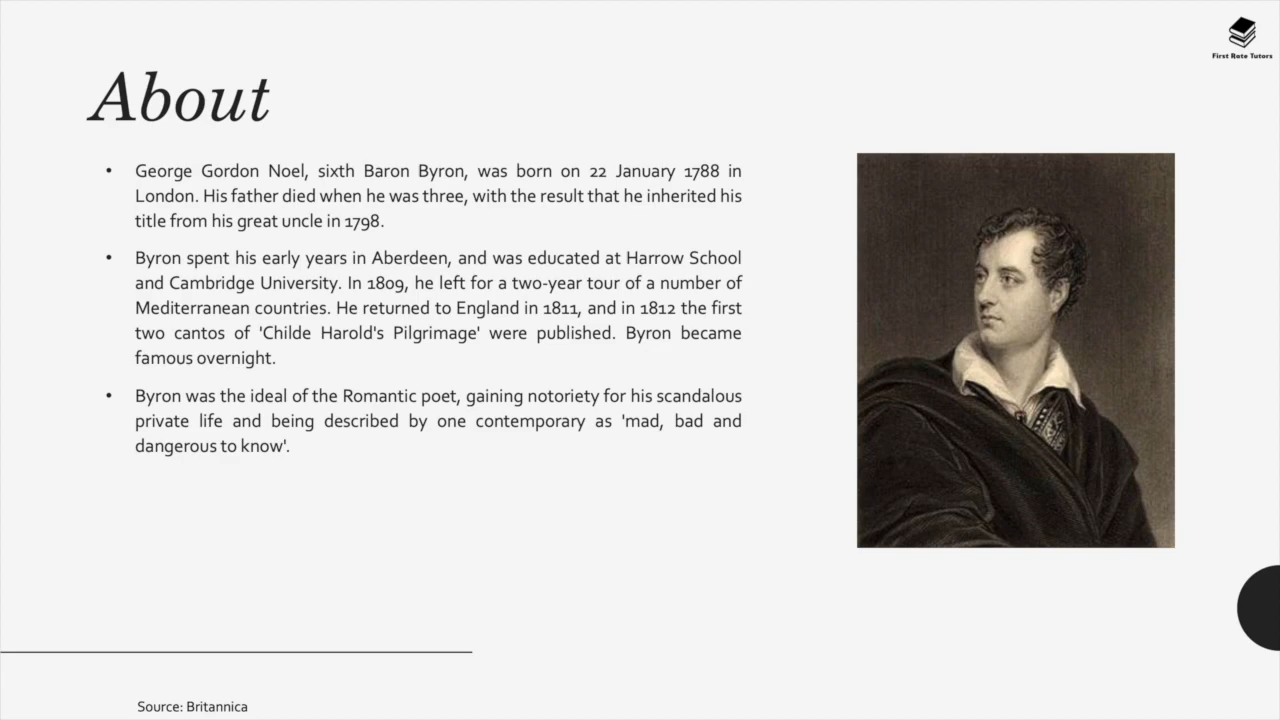 First Rate Tutors
About
• George Gordon Noel, sixth Baron Byron, was born on 22 January 1788 in
London. His father died when he was three, with the result that he inherited his
title from his great uncle in 1798.
• Byron spent his early years in Aberdeen, and was educated at Harrow School
and Cambridge University. In 1809, he left for a two-year tour of a number of
Mediterranean countries. He returned to England in 1811, and in 1812 the first
two cantos of 'Childe Harold's Pilgrimage' were published. Byron became
famous overnight.
• Byron was the ideal of the Romantic poet, gaining notoriety for his scandalous
private life and being described by one contemporary as 'mad, bad and
dangerous to know'.
Source: Britannica